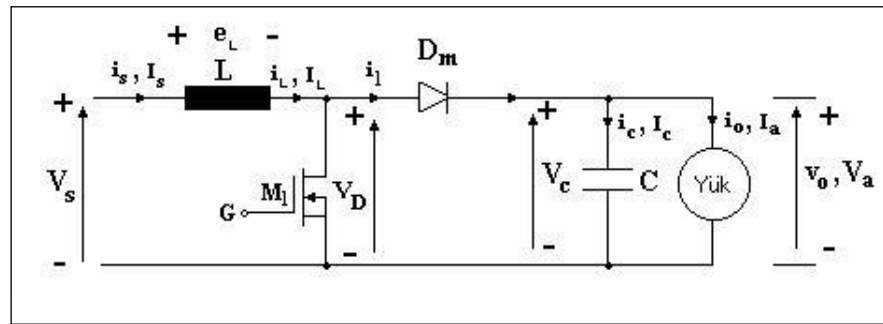 + e_L -
L
D_m
i_s, I_s
i_L, I_L
i_1
+
+
+
i_c, I_c
i_o, I_a
+
V_s
G
M_1
V_D
V_c
C
Yük
v_o, V_a
-
-
-
-